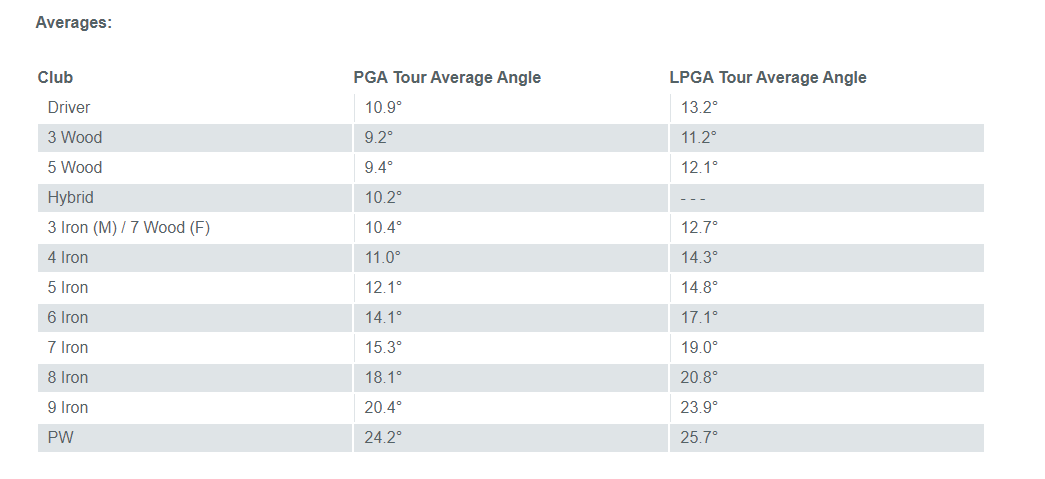 Averages:
Club PGA Tour Average Angle LPGA Tour Average Angle
Driver 10.9° 13.2°
3 Wood 9.2° 11.2°
5 Wood 9.4° 12.1°
Hybrid 10.2° - - -
3 Iron (M) / 7 Wood (F) 10.4° 12.7°
4 Iron 11.0° 14.3°
5 Iron 12.1° 14.8°
6 Iron 14.1° 17.1°
7 Iron 15.3° 19.0°
8 Iron 18.1° 20.8°
9 Iron 20.4° 23.9°
PW 24.2° 25.7°